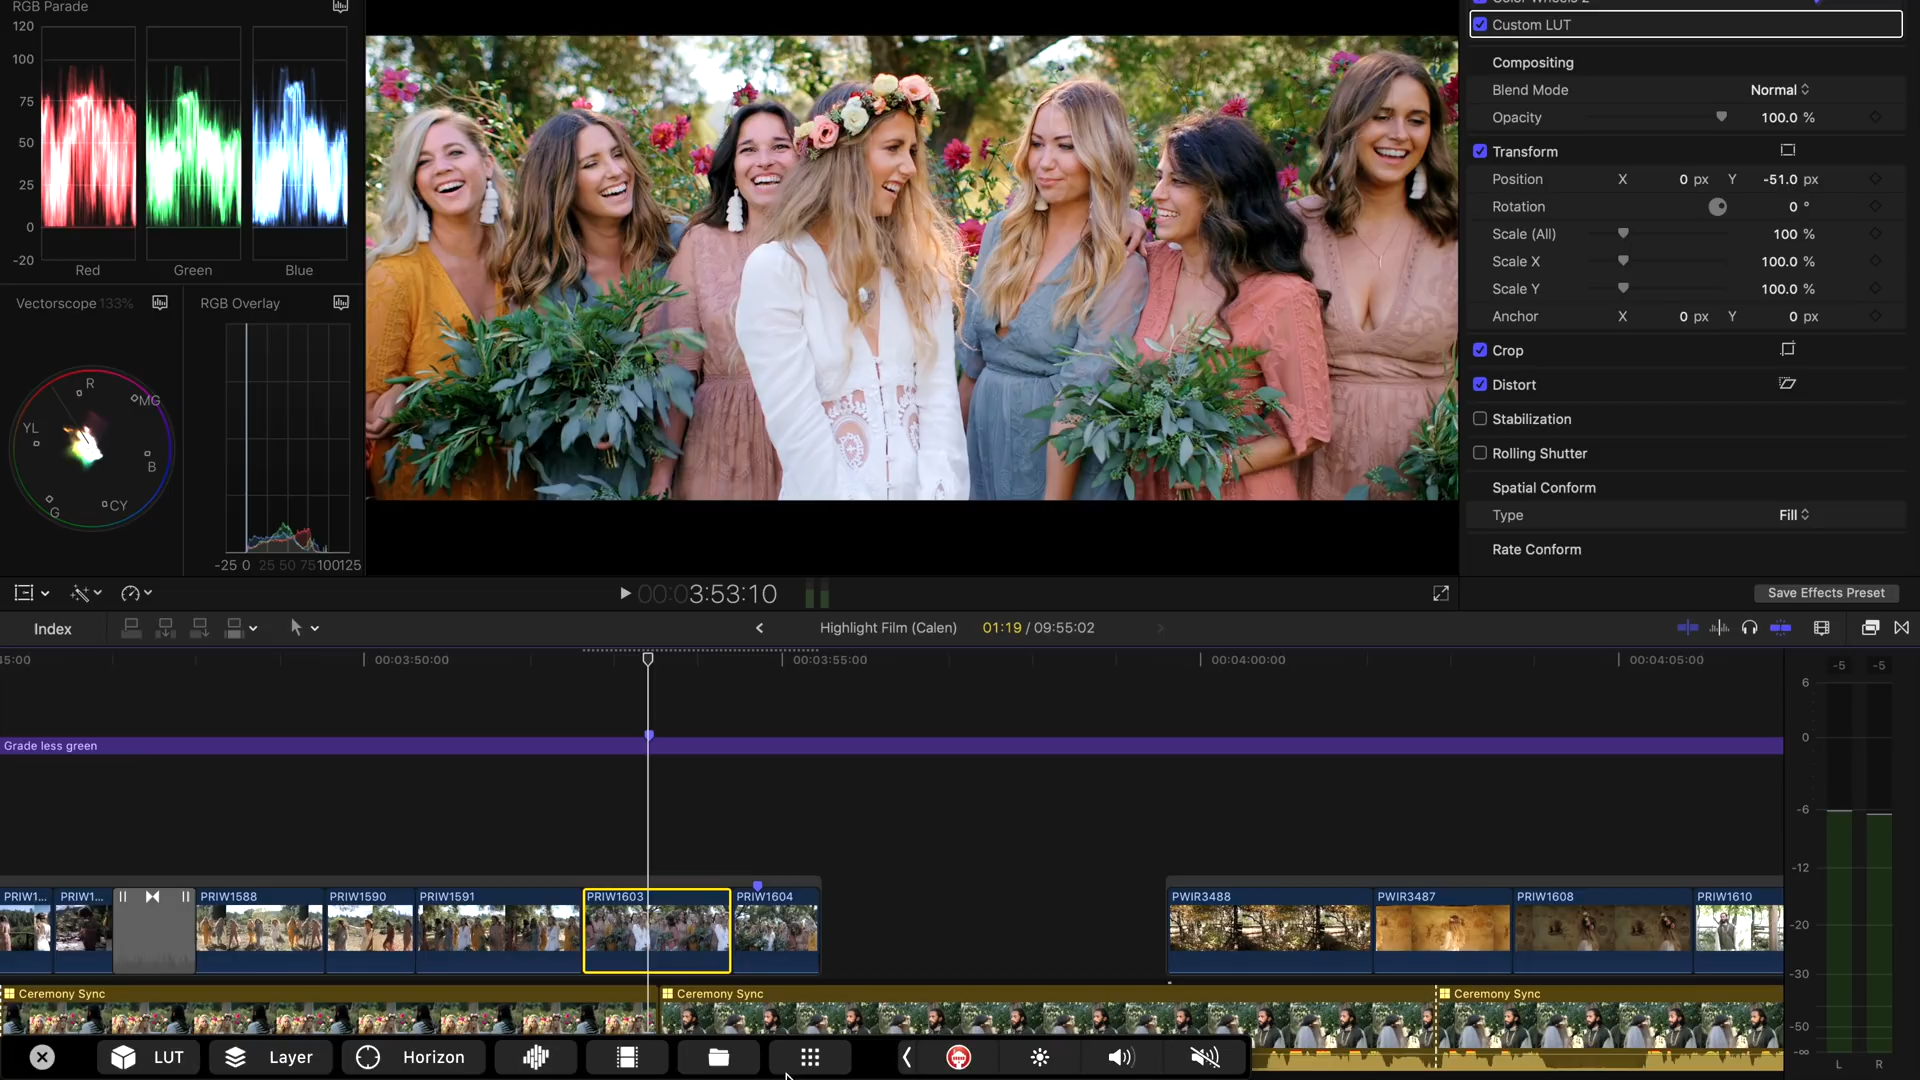 RGB Parade
120
100
75
50
25
0
-20
Red
Green
Blue
Vectorscope 133%
RGB Overlay
R
MG
YL
B
CY
G
-25 0 25 50 75 100 125
Color Wheels 2
Custom LUT
Compositing
Blend Mode Normal
Opacity 100.0 %
Transform
Position X 0 px Y -51.0 px
Rotation 0 °
Scale (All) 100 %
Scale X 100.0 %
Scale Y 100.0 %
Anchor X 0 px Y 0 px
Crop
Distort
Stabilization
Rolling Shutter
Spatial Conform
Type Fill
Rate Conform
00:03:53:10
Save Effects Preset
Index
Highlight Film (Calen) 01:19 / 09:55:02
45:00 00:03:50:00 00:03:55:00 00:04:00:00 00:04:05:00
-5 -5
6
0
-6
-12
-20
-30
-50
-∞
L R
Grade less green
PRIW1... PRIW1... PRIW1588 PRIW1590 PRIW1591 PRIW1603 PRIW1604 PWIR3488 PWIR3487 PRIW1608 PRIW1610
Ceremony Sync Ceremony Sync Ceremony Sync
LUT Layer Horizon